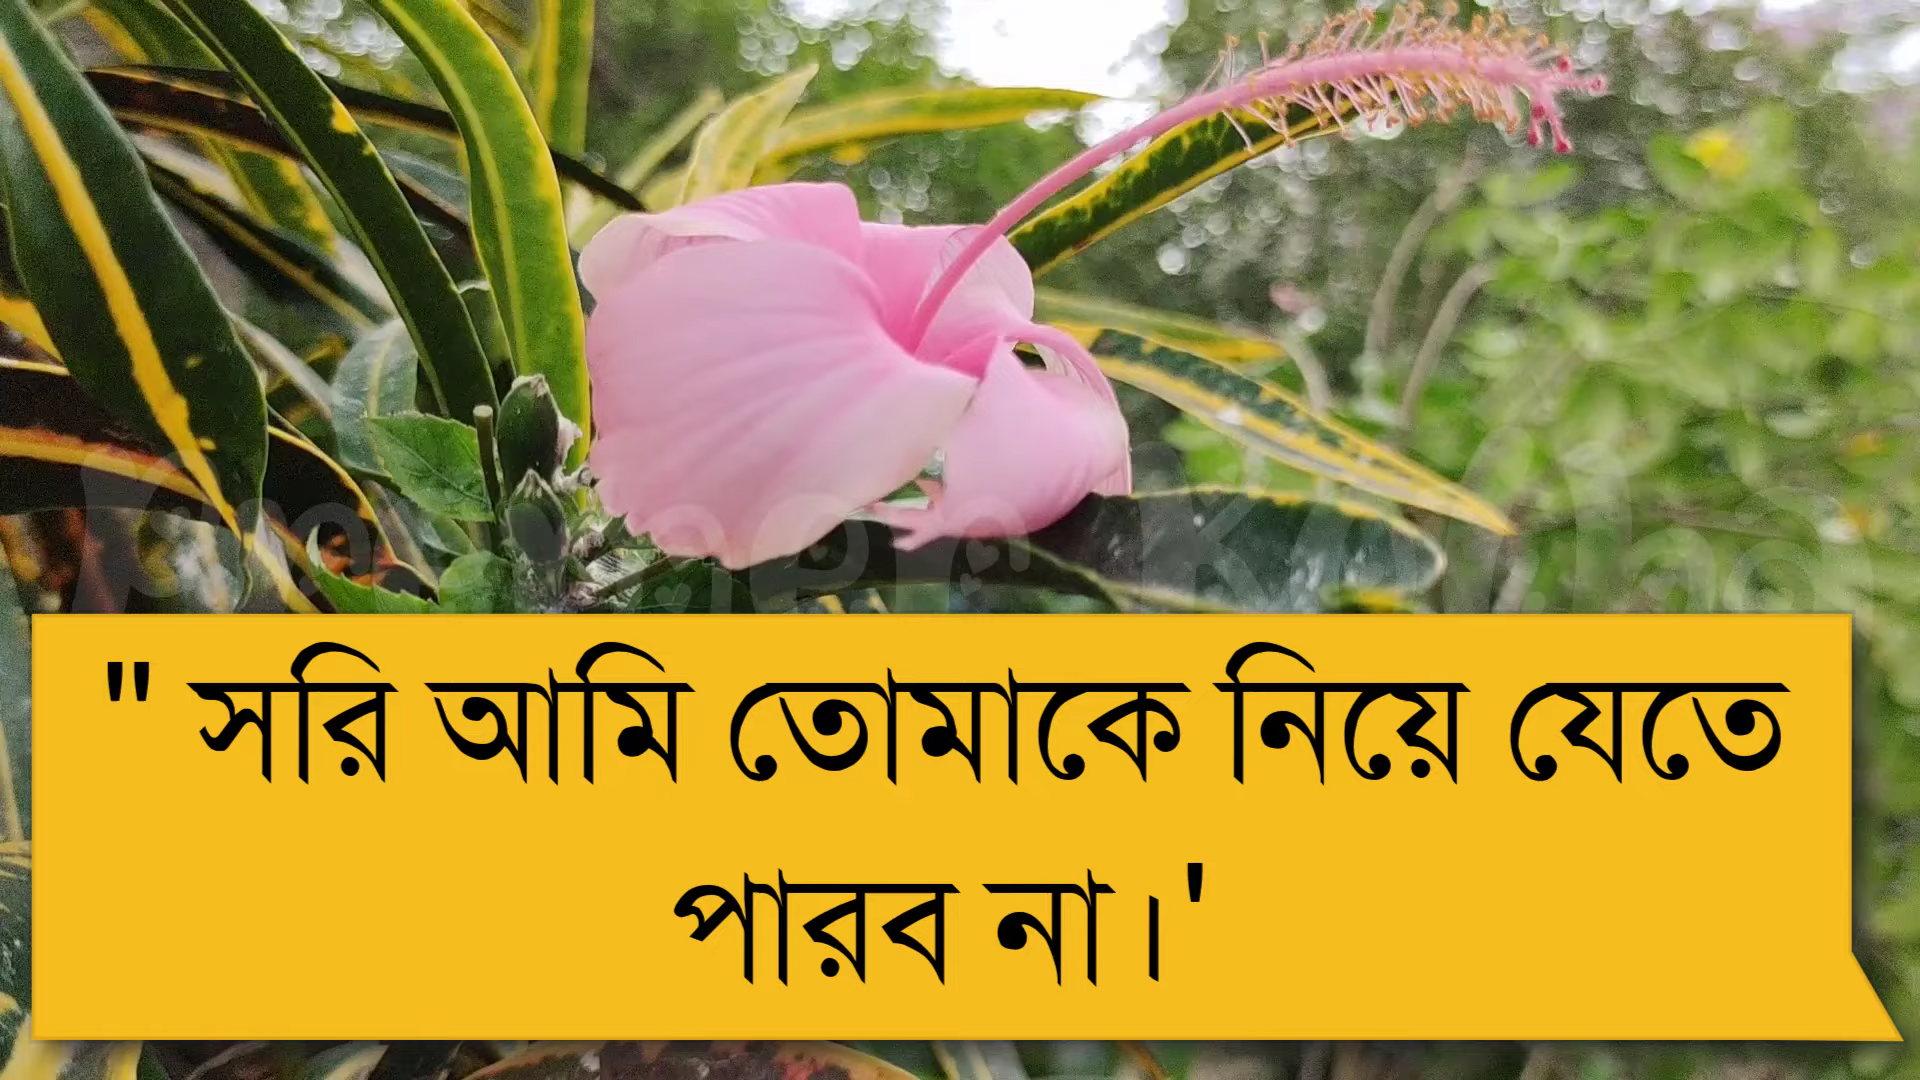 " সরি আমি তোমাকে নিয়ে যেতে
পারব না।'